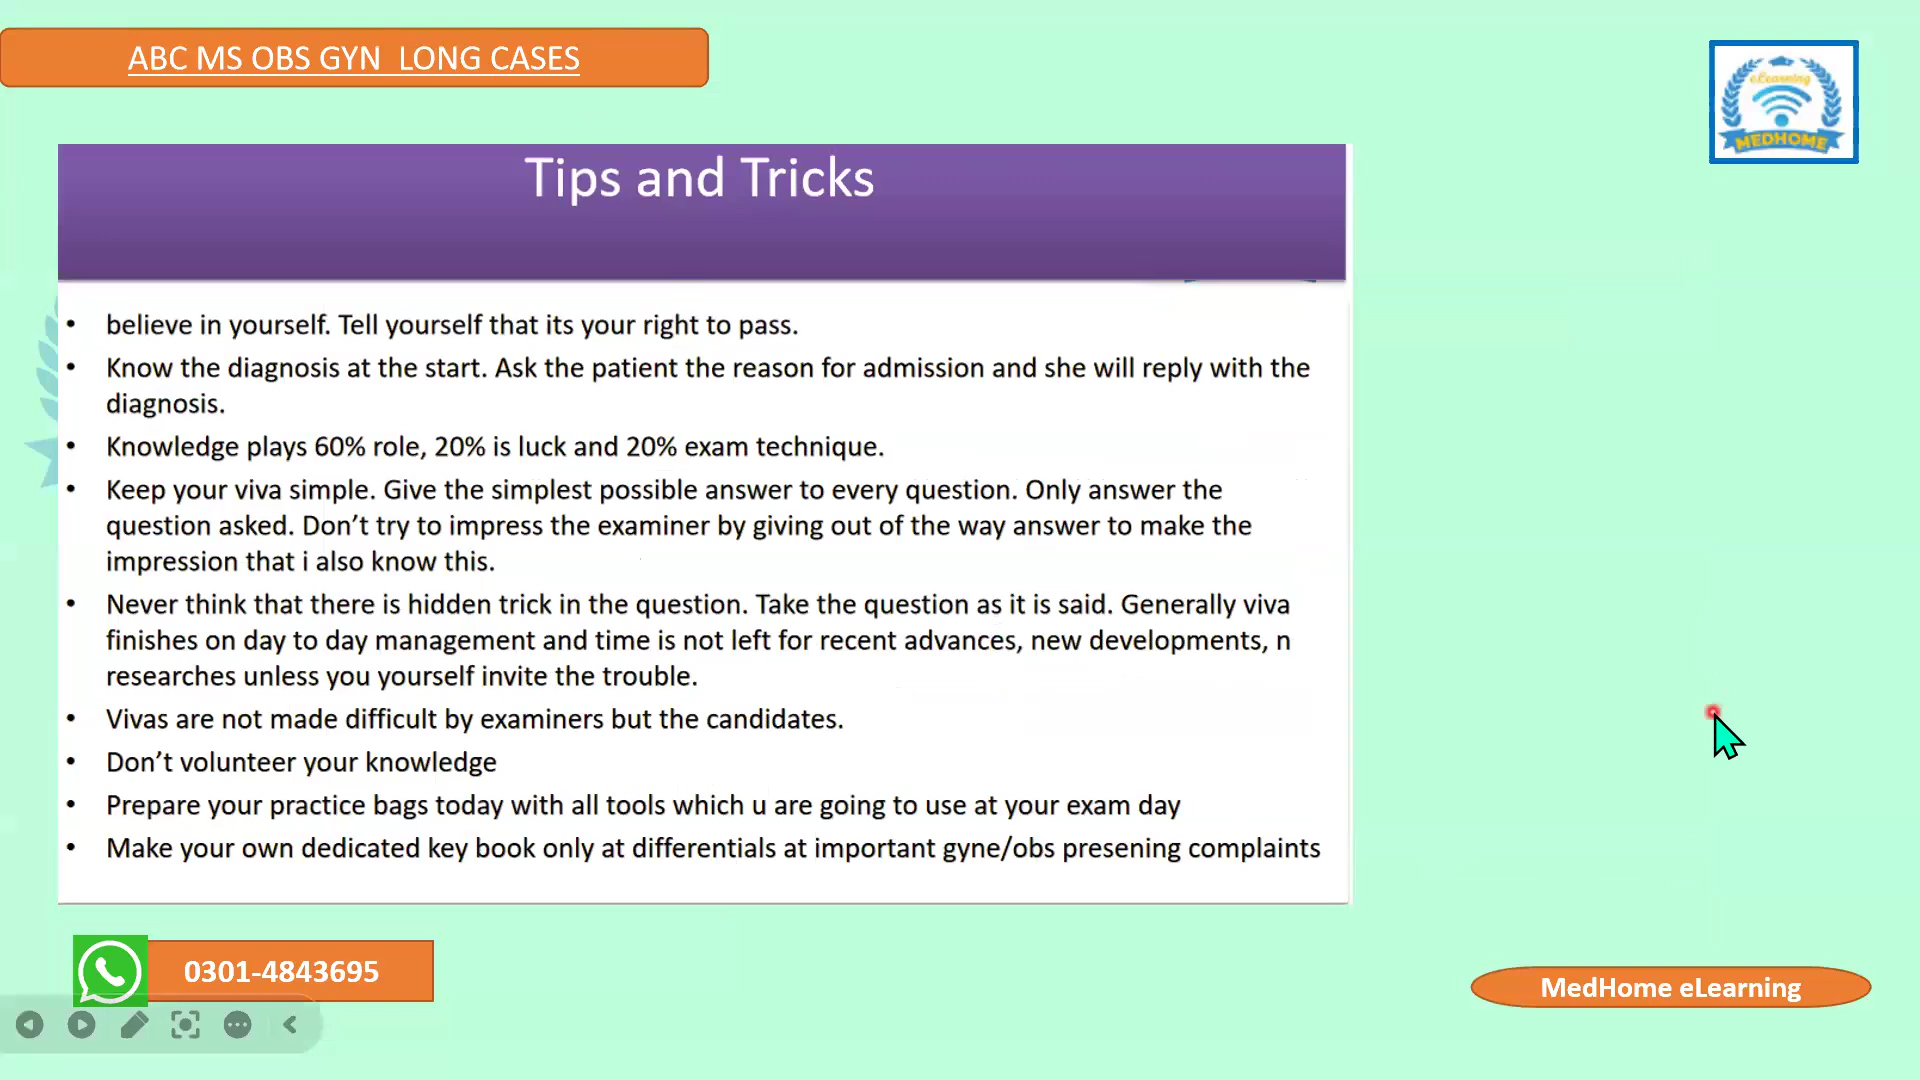 ABC MS OBS GYN  LONG CASES
eLearning
MEDHOME
Tips and Tricks
• believe in yourself. Tell yourself that its your right to pass.
• Know the diagnosis at the start. Ask the patient the reason for admission and she will reply with the
diagnosis.
• Knowledge plays 60% role, 20% is luck and 20% exam technique.
• Keep your viva simple. Give the simplest possible answer to every question. Only answer the
question asked. Don’t try to impress the examiner by giving out of the way answer to make the
impression that i also know this.
• Never think that there is hidden trick in the question. Take the question as it is said. Generally viva
finishes on day to day management and time is not left for recent advances, new developments, n
researches unless you yourself invite the trouble.
• Vivas are not made difficult by examiners but the candidates.
• Don’t volunteer your knowledge
• Prepare your practice bags today with all tools which u are going to use at your exam day
• Make your own dedicated key book only at differentials at important gyne/obs presening complaints
0301-4843695
MedHome eLearning